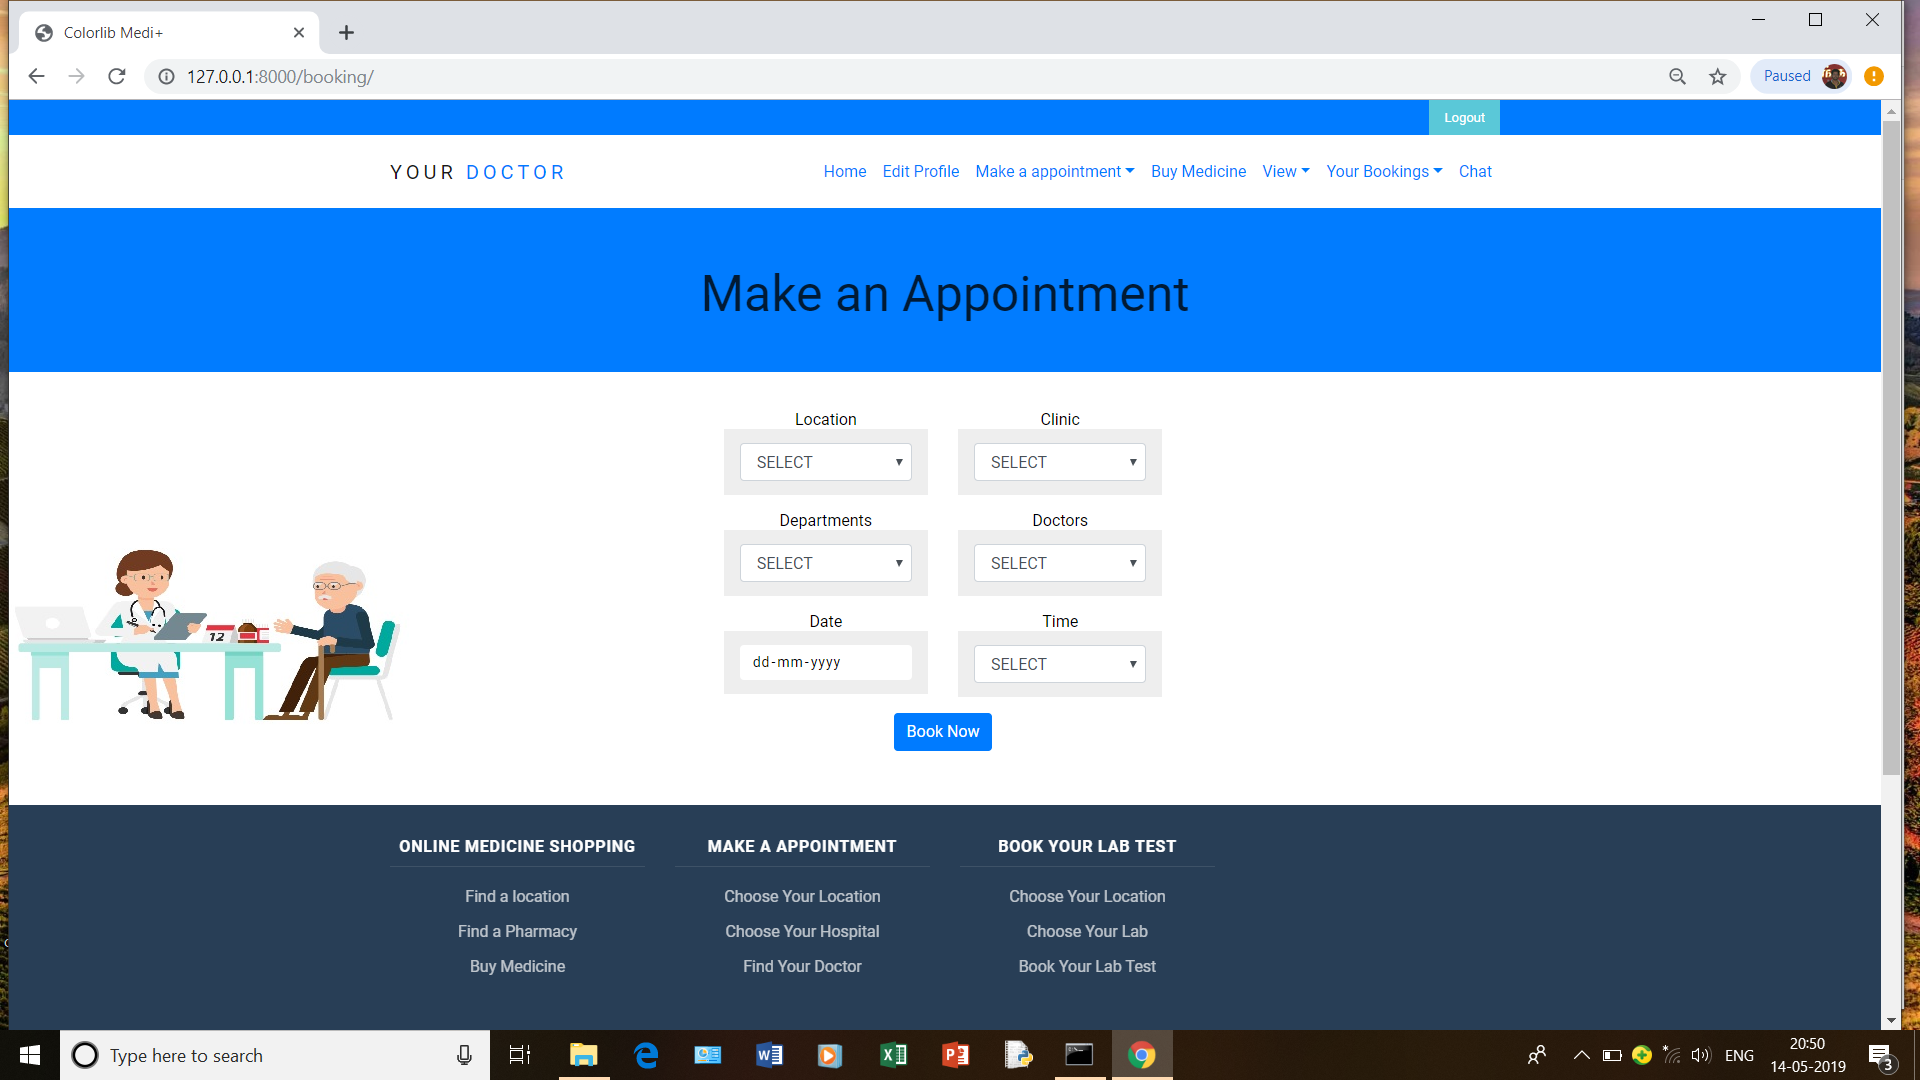 Colorlib Medi+
127.0.0.1:8000/booking/
Paused
Logout
YOUR DOCTOR
Home Edit Profile Make a appointment Buy Medicine View Your Bookings Chat
Make an Appointment
Location Clinic
SELECT SELECT
Departments Doctors
SELECT SELECT
Date Time
dd-mm-yyyy SELECT
12
Book Now
ONLINE MEDICINE SHOPPING MAKE A APPOINTMENT BOOK YOUR LAB TEST
Find a location Choose Your Location Choose Your Location
Find a Pharmacy Choose Your Hospital Choose Your Lab
Buy Medicine Find Your Doctor Book Your Lab Test
Type here to search
ENG
20:50
14-05-2019
3